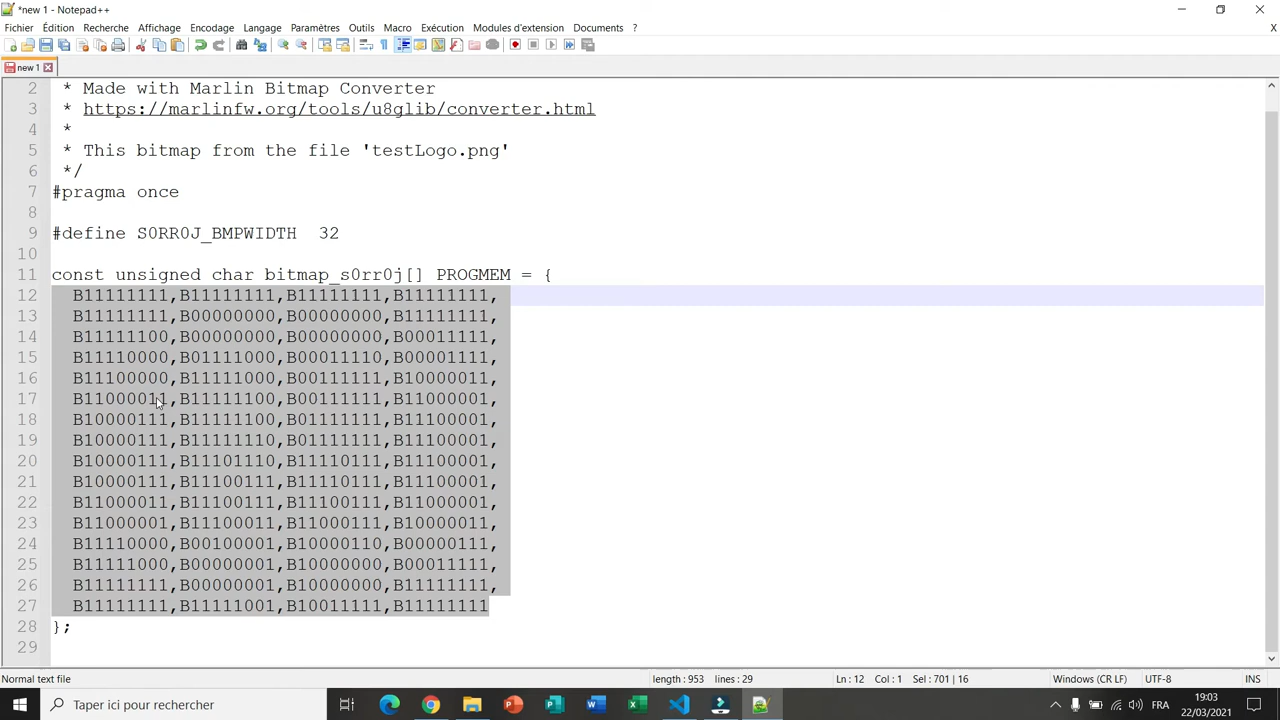 *new 1 - Notepad++
Fichier Édition Recherche Affichage Encodage Langage Paramètres Outils Macro Exécution Modules d'extension Documents ? X
new 1
2 * Made with Marlin Bitmap Converter
3 * https://marlinfw.org/tools/u8glib/converter.html
4 *
5 * This bitmap from the file 'testLogo.png'
6 */
7 #pragma once
8
9 #define S0RR0J_BMPWIDTH 32
10
11 const unsigned char bitmap_s0rr0j[] PROGMEM = {
12 B11111111,B11111111,B11111111,B11111111,
13 B11111111,B00000000,B00000000,B11111111,
14 B11111100,B00000000,B00000000,B00011111,
15 B11110000,B01111000,B00011110,B00001111,
16 B11100000,B11111000,B00111111,B10000011,
17 B11000011,B11111100,B00111111,B11000001,
18 B10000111,B11111100,B01111111,B11100001,
19 B10000111,B11111110,B01111111,B11100001,
20 B10000111,B11101110,B11110111,B11100001,
21 B10000111,B11100111,B11110111,B11100001,
22 B11000011,B11100111,B11100111,B11000001,
23 B11000001,B11100011,B11000111,B10000011,
24 B11110000,B00100001,B10000110,B00000111,
25 B11111000,B00000001,B10000000,B00011111,
26 B11111111,B00000001,B10000000,B11111111,
27 B11111111,B11111001,B10011111,B11111111
28 };
29
Normal text file length : 953 lines : 29 Ln : 12 Col : 1 Sel : 701 | 16 Windows (CR LF) UTF-8 INS
Taper ici pour rechercher FRA 19:03
22/03/2021